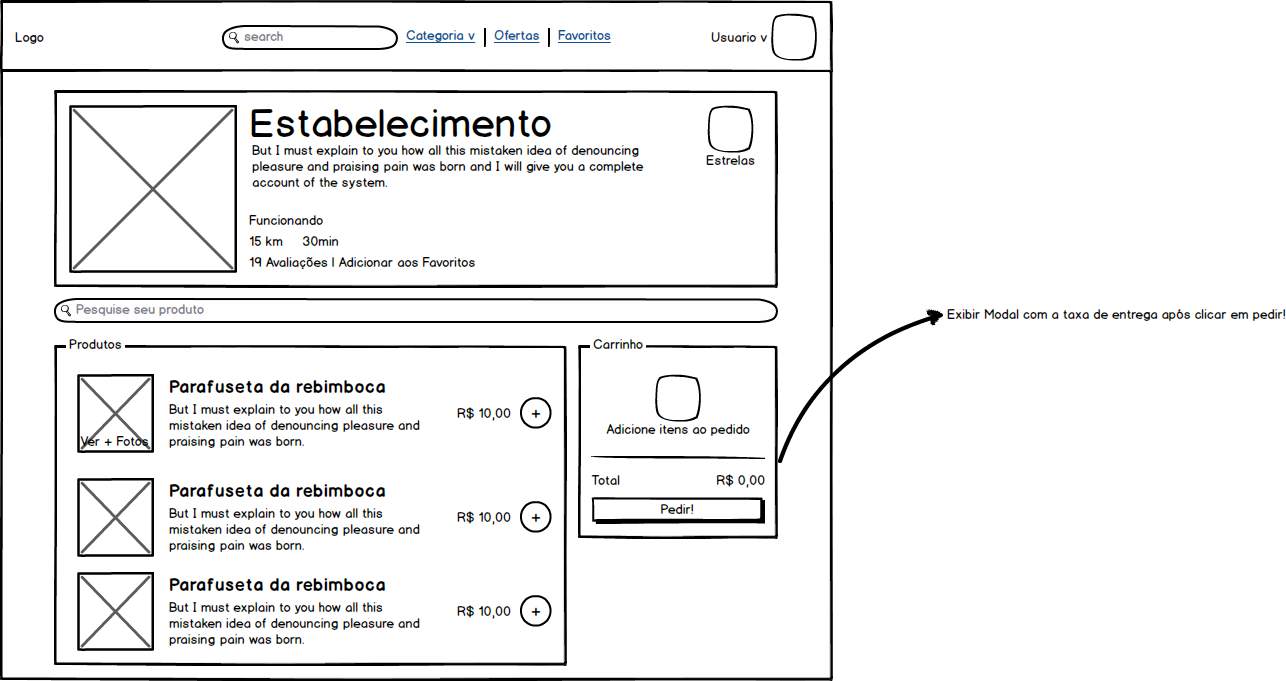 Logo
search
Categoria v
Ofertas
Favoritos
Usuario v
Estabelecimento
But I must explain to you how all this mistaken idea of denouncing
pleasure and praising pain was born and I will give you a complete
account of the system.
Estrelas
Funcionando
15 km 30min
19 Avaliações | Adicionar aos Favoritos
Pesquise seu produto
Exibir Modal com a taxa de entrega após clicar em pedir!
Produtos
Parafuseta da rebimboca
But I must explain to you how all this
mistaken idea of denouncing pleasure and
praising pain was born.
Ver + Fotos
R$ 10,00
+
Parafuseta da rebimboca
But I must explain to you how all this
mistaken idea of denouncing pleasure and
praising pain was born.
R$ 10,00
+
Parafuseta da rebimboca
But I must explain to you how all this
mistaken idea of denouncing pleasure and
praising pain was born.
R$ 10,00
+
Carrinho
Adicione itens ao pedido
Total R$ 0,00
Pedir!